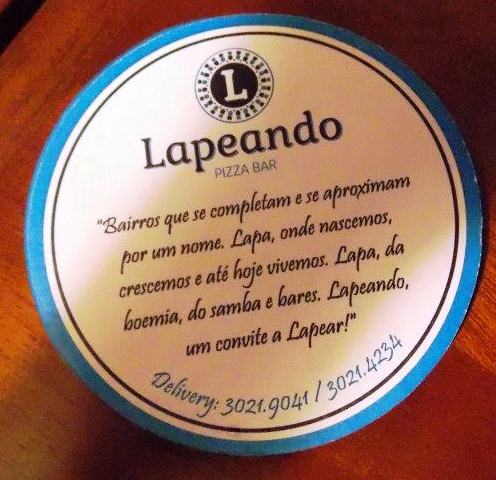 L
Lapeando
PIZZA BAR
"Bairros que se completam e se aproximam
por um nome. Lapa, onde nascemos,
crescemos e até hoje vivemos. Lapa, da
boemia, do samba e bares. Lapeando,
um convite a Lapear!"
Delivery: 3021.9041 / 3021.4234